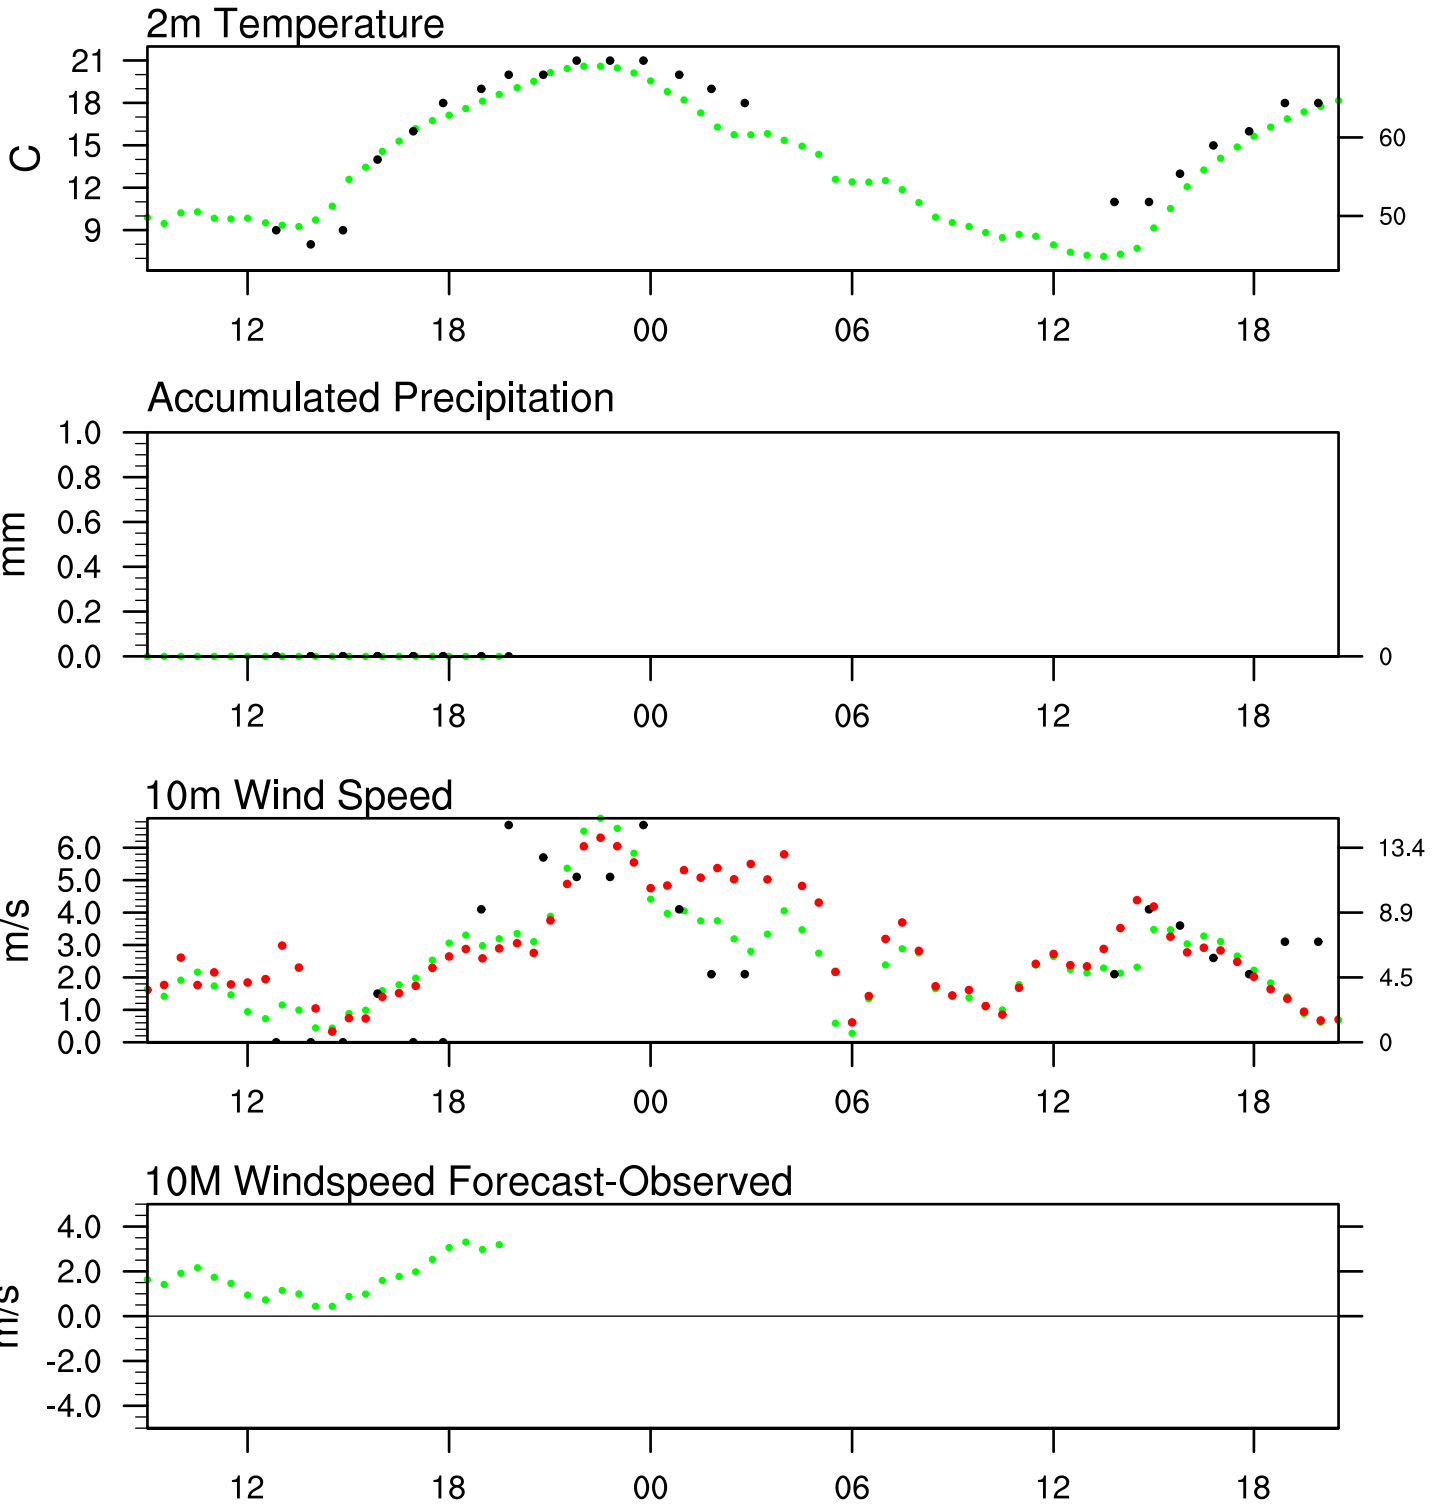 2m Temperature
21
18
15
12
9
C
60
50
12 18 00 06 12 18
Accumulated Precipitation
1.0
0.8
0.6
0.4
0.2
0.0
mm
0
12 18 00 06 12 18
10m Wind Speed
6.0
5.0
4.0
3.0
2.0
1.0
0.0
m/s
13.4
8.9
4.5
0
12 18 00 06 12 18
10M Windspeed Forecast-Observed
4.0
2.0
0.0
-2.0
-4.0
m/s
12 18 00 06 12 18